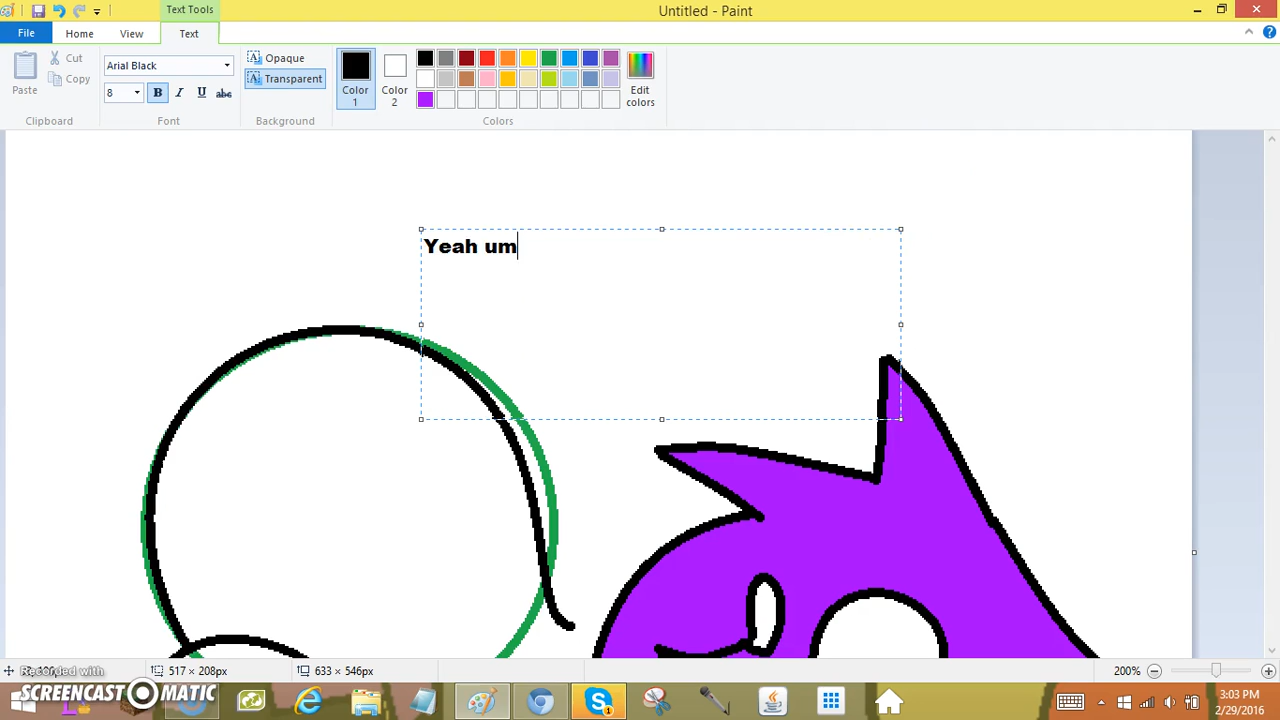 Text Tools
Untitled - Paint
File
Home
View
Text
Paste
Cut
Copy
Clipboard
Arial Black
8
B
I
U
abc
Font
Opaque
Transparent
Background
Color 1
Color 2
Edit colors
Colors
Yeah um
Recorded with
SCREENCAST MATIC
517 × 208px
633 × 546px
200%
3:03 PM
2/29/2016